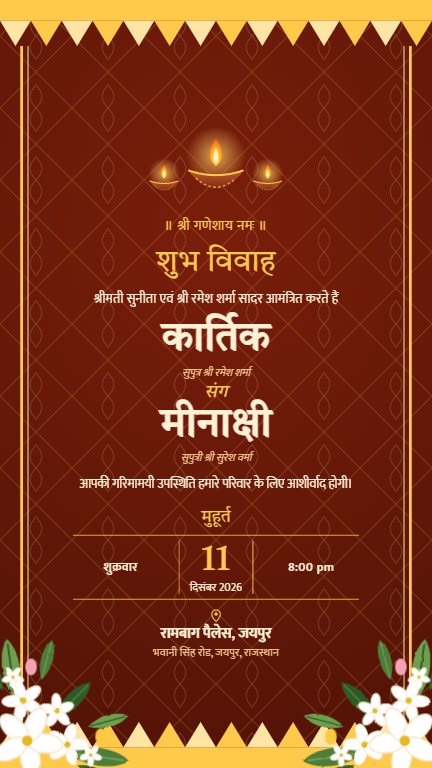 ॥ श्री गणेशाय नमः ॥
शुभ विवाह
श्रीमती सुनीता एवं श्री रमेश शर्मा सादर आमंत्रित करते हैं
कार्तिक
सुपुत्र श्री रमेश शर्मा
संग
मीनाक्षी
सुपुत्री श्री सुरेश वर्मा
आपकी गरिमामयी उपस्थिति हमारे परिवार के लिए आशीर्वाद होगी।
मुहूर्त
शुक्रवार
11
दिसंबर 2026
8:00 pm
रामबाग पैलेस, जयपुर
भवानी सिंह रोड, जयपुर, राजस्थान